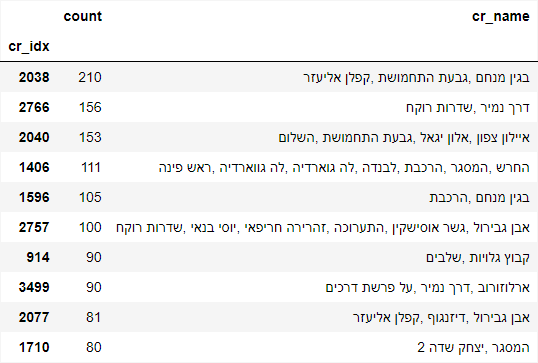 count cr_name
cr_idx
2038 210 בגין מנחם, גבעת התחמושת, קפלן אליעזר
2766 156 דרך נמיר, שדרות רוקח
2040 153 איילון צפון, אלון יגאל, גבעת התחמושת, השלום
1406 111 החרש, המסגר, הרכבת, לבנדה, לה גוארדיה, לה גווארדיה, ראש פינה
1596 105 בגין מנחם, הרכבת
2757 100 אבן גבירול, גשר אוסישקין, התערוכה, זהרירה חריפאי, יוסי בנאי, שדרות רוקח
914 90 קבוץ גלויות, שלבים
3499 90 ארלוזורוב, דרך נמיר, על פרשת דרכים
2077 81 אבן גבירול, דיזנגוף, קפלן אליעזר
1710 80 המסגר, יצחק שדה 2